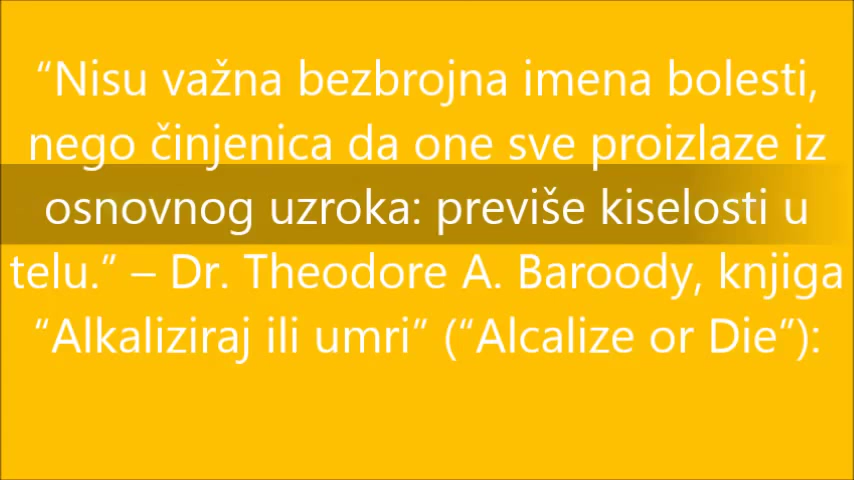 “Nisu važna bezbrojna imena bolesti,
nego činjenica da one sve proizlaze iz
osnovnog uzroka: previše kiselosti u
telu.” – Dr. Theodore A. Baroody, knjiga
“Alkaliziraj ili umri” (“Alcalize or Die”):